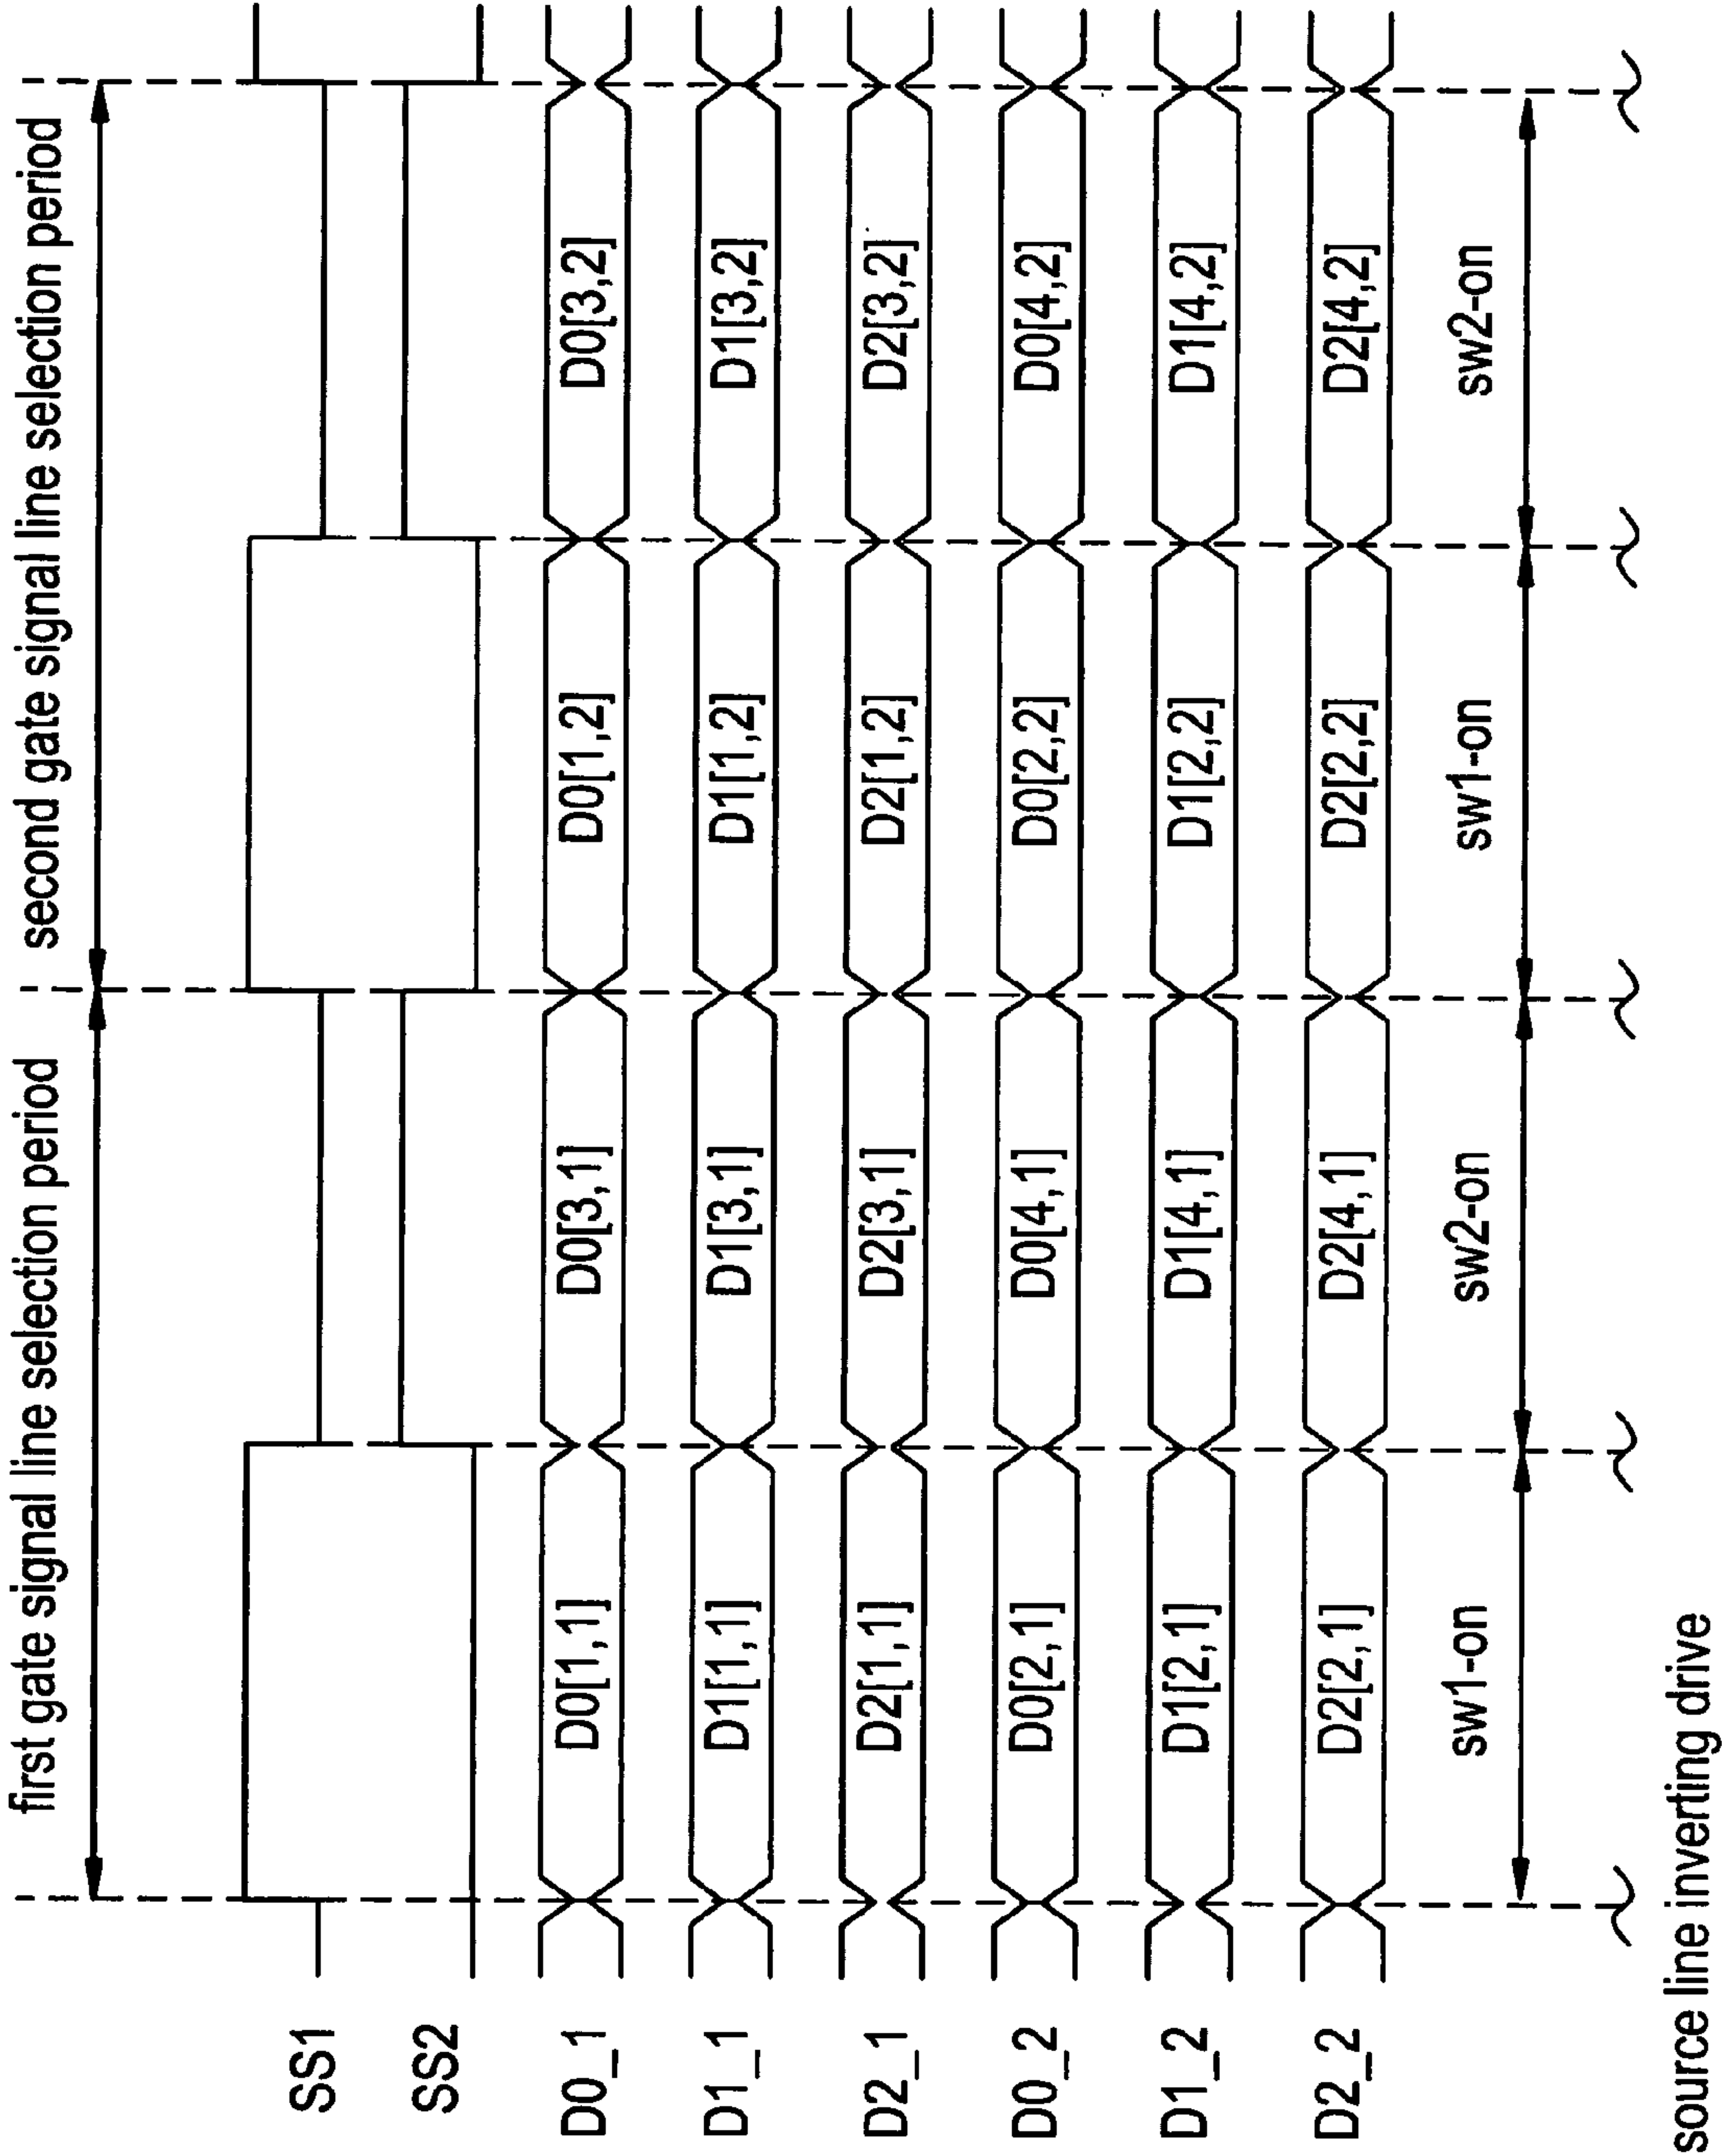 first gate signal line selection period second gate signal line selection period
SS1
SS2
D0_1 D0[1,1] D0[3,1] D0[1,2] D0[3,2]
D1_1 D1[1,1] D1[3,1] D1[1,2] D1[3,2]
D2_1 D2[1,1] D2[3,1] D2[1,2] D2[3,2]
D0_2 D0[2,1] D0[4,1] D0[2,2] D0[4,2]
D1_2 D1[2,1] D1[4,1] D1[2,2] D1[4,2]
D2_2 D2[2,1] D2[4,1] D2[2,2] D2[4,2]
sw1-on sw2-on sw1-on sw2-on
source line inverting drive